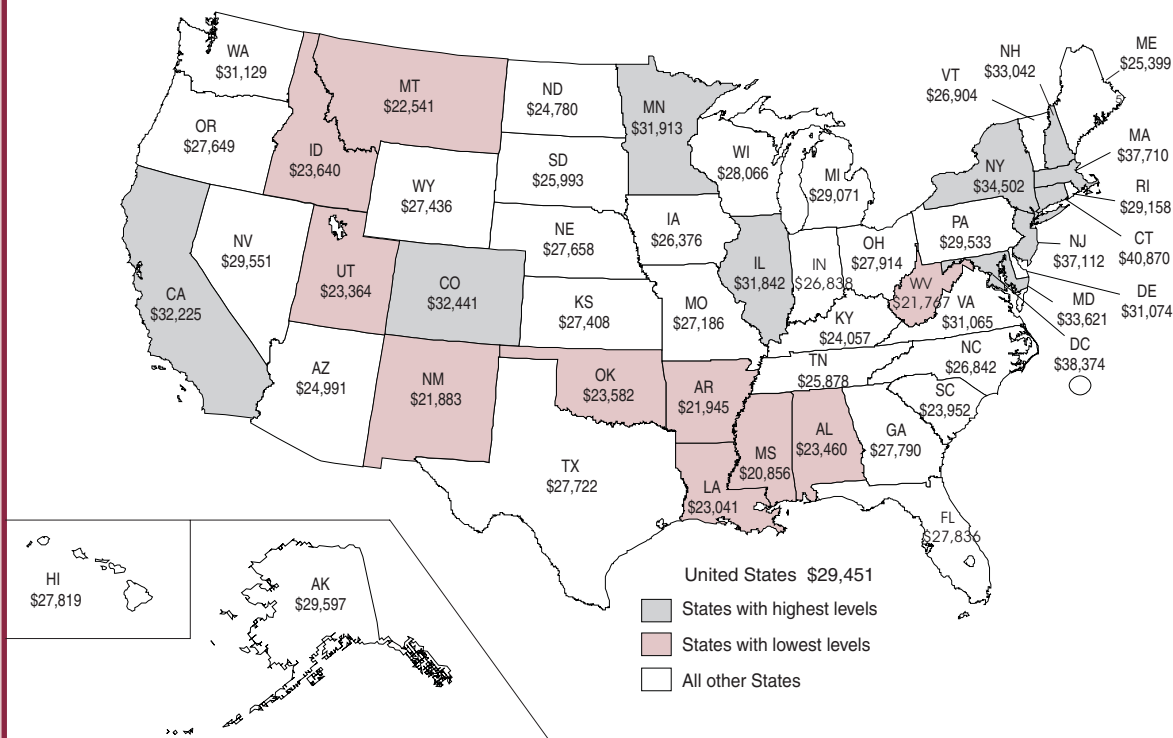 WA
$31,129
OR
$27,649
CA
$32,225
NV
$29,551
ID
$23,640
MT
$22,541
WY
$27,436
UT
$23,364
CO
$32,441
AZ
$24,991
NM
$21,883
ND
$24,780
SD
$25,993
NE
$27,658
KS
$27,408
OK
$23,582
TX
$27,722
MN
$31,913
IA
$26,376
MO
$27,186
AR
$21,945
LA
$23,041
WI
$28,066
IL
$31,842
MI
$29,071
IN
$26,838
OH
$27,914
KY
$24,057
TN
$25,878
MS
$20,856
AL
$23,460
GA
$27,790
FL
$27,836
SC
$23,952
NC
$26,842
VA
$31,065
WV
$21,767
PA
$29,533
NY
$34,502
VT
$26,904
NH
$33,042
ME
$25,399
MA
$37,710
RI
$29,158
CT
$40,870
NJ
$37,112
DE
$31,074
MD
$33,621
DC
$38,374
HI
$27,819
AK
$29,597
United States $29,451
States with highest levels
States with lowest levels
All other States